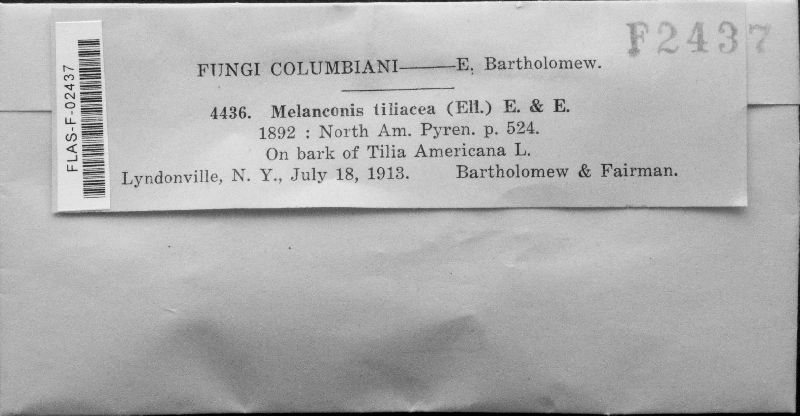 F2437
FLAS-F-02437
FUNGI COLUMBIANI——E. Bartholomew.
4436. Melanconis tiliacea (Ell.) E. & E.
1892 : North Am. Pyren. p. 524.
On bark of Tilia Americana L.
Lyndonville, N. Y., July 18, 1913. Bartholomew & Fairman.